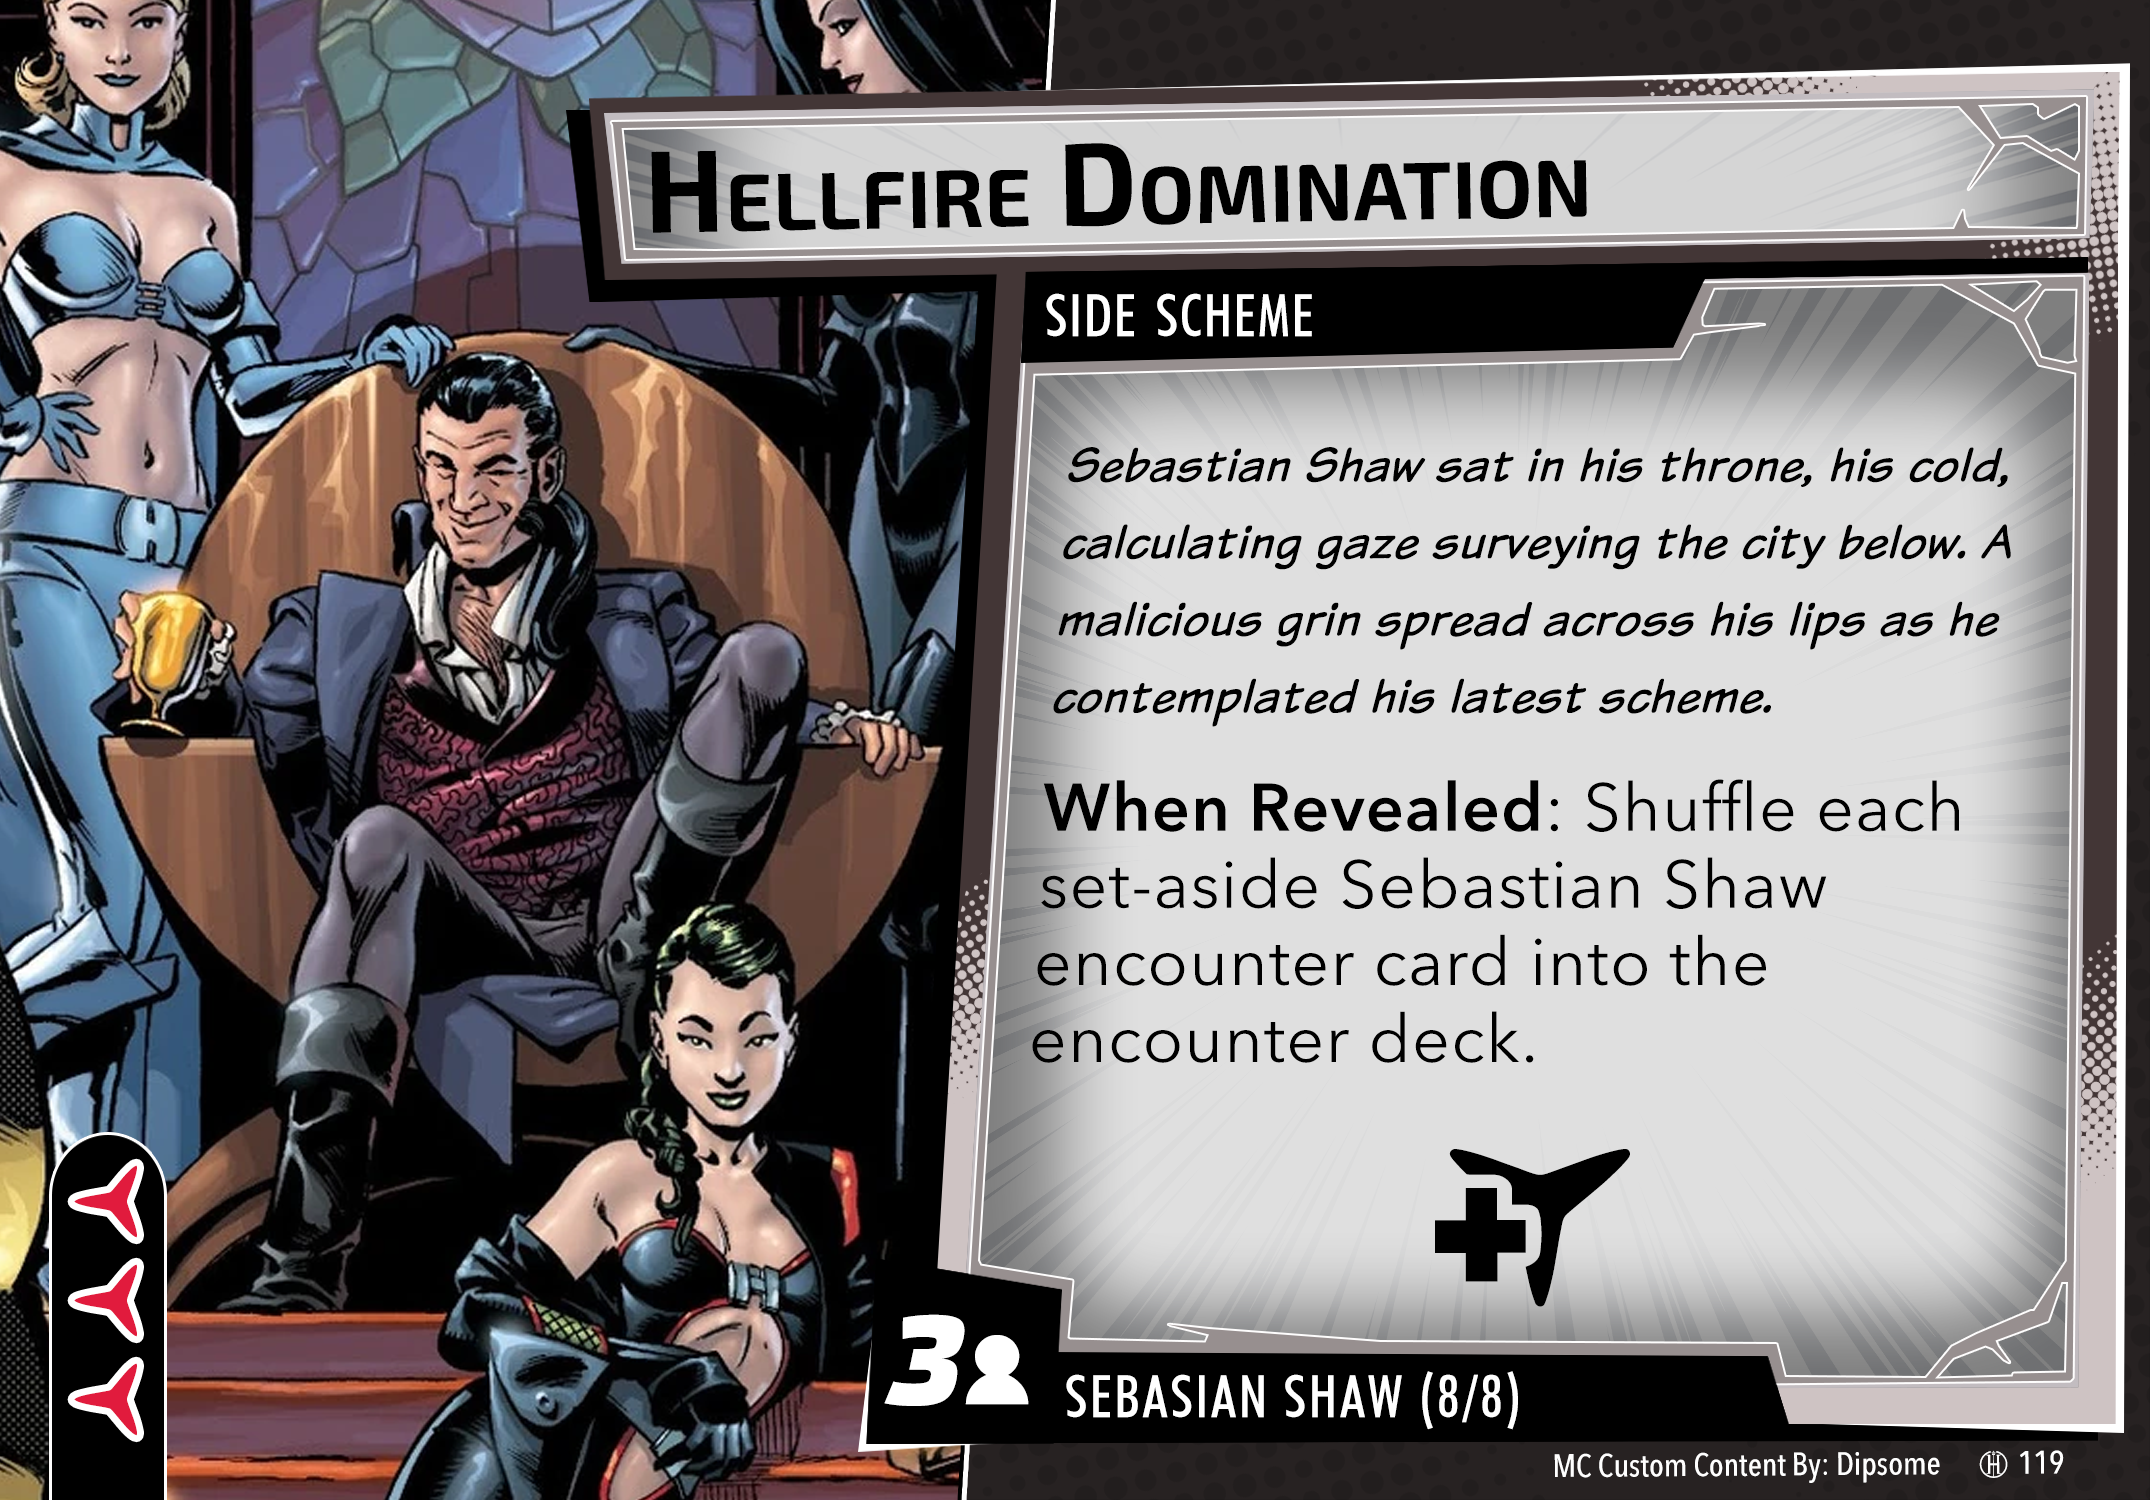 HELLFIRE DOMINATION
SIDE SCHEME
Sebastian Shaw sat in his throne, his cold,
calculating gaze surveying the city below. A
malicious grin spread across his lips as he
contemplated his latest scheme.
When Revealed: Shuffle each
set-aside Sebastian Shaw
encounter card into the
encounter deck.
3
SEBASIAN SHAW (8/8)
MC Custom Content By: Dipsome 119